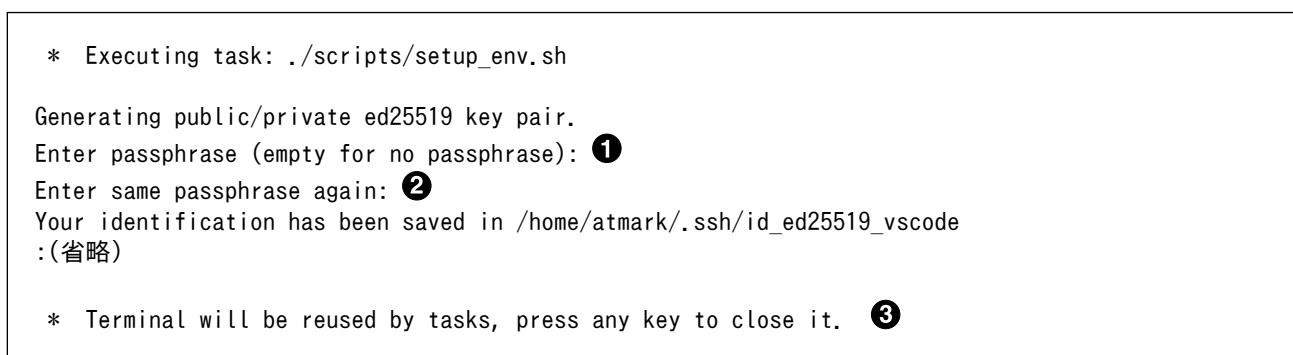 *  Executing task: ./scripts/setup_env.sh
Generating public/private ed25519 key pair.
Enter passphrase (empty for no passphrase): ❶
Enter same passphrase again: ❷
Your identification has been saved in /home/atmark/.ssh/id_ed25519_vscode
:(省略)
*  Terminal will be reused by tasks, press any key to close it. ❸